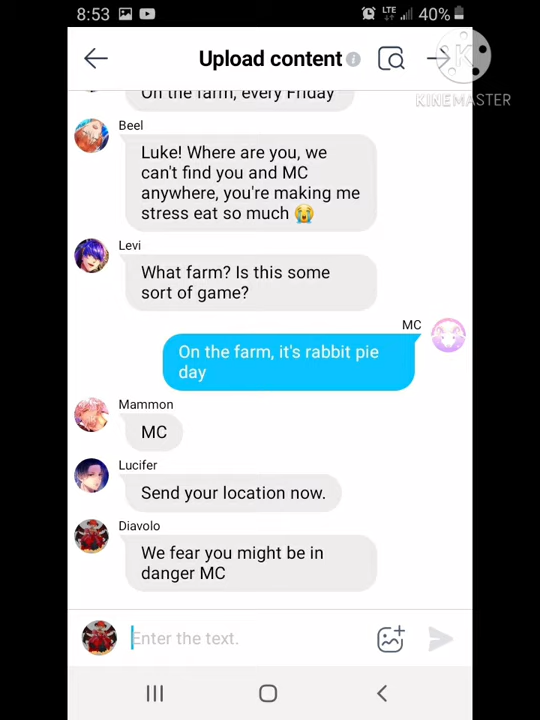 8:53
LTE
40%
Upload content
K
KINEMASTER
On the farm, every Friday
Beel
Luke! Where are you, we
can't find you and MC
anywhere, you're making me
stress eat so much 😭
Levi
What farm? Is this some
sort of game?
MC
On the farm, it's rabbit pie
day
Mammon
MC
Lucifer
Send your location now.
Diavolo
We fear you might be in
danger MC
Enter the text.